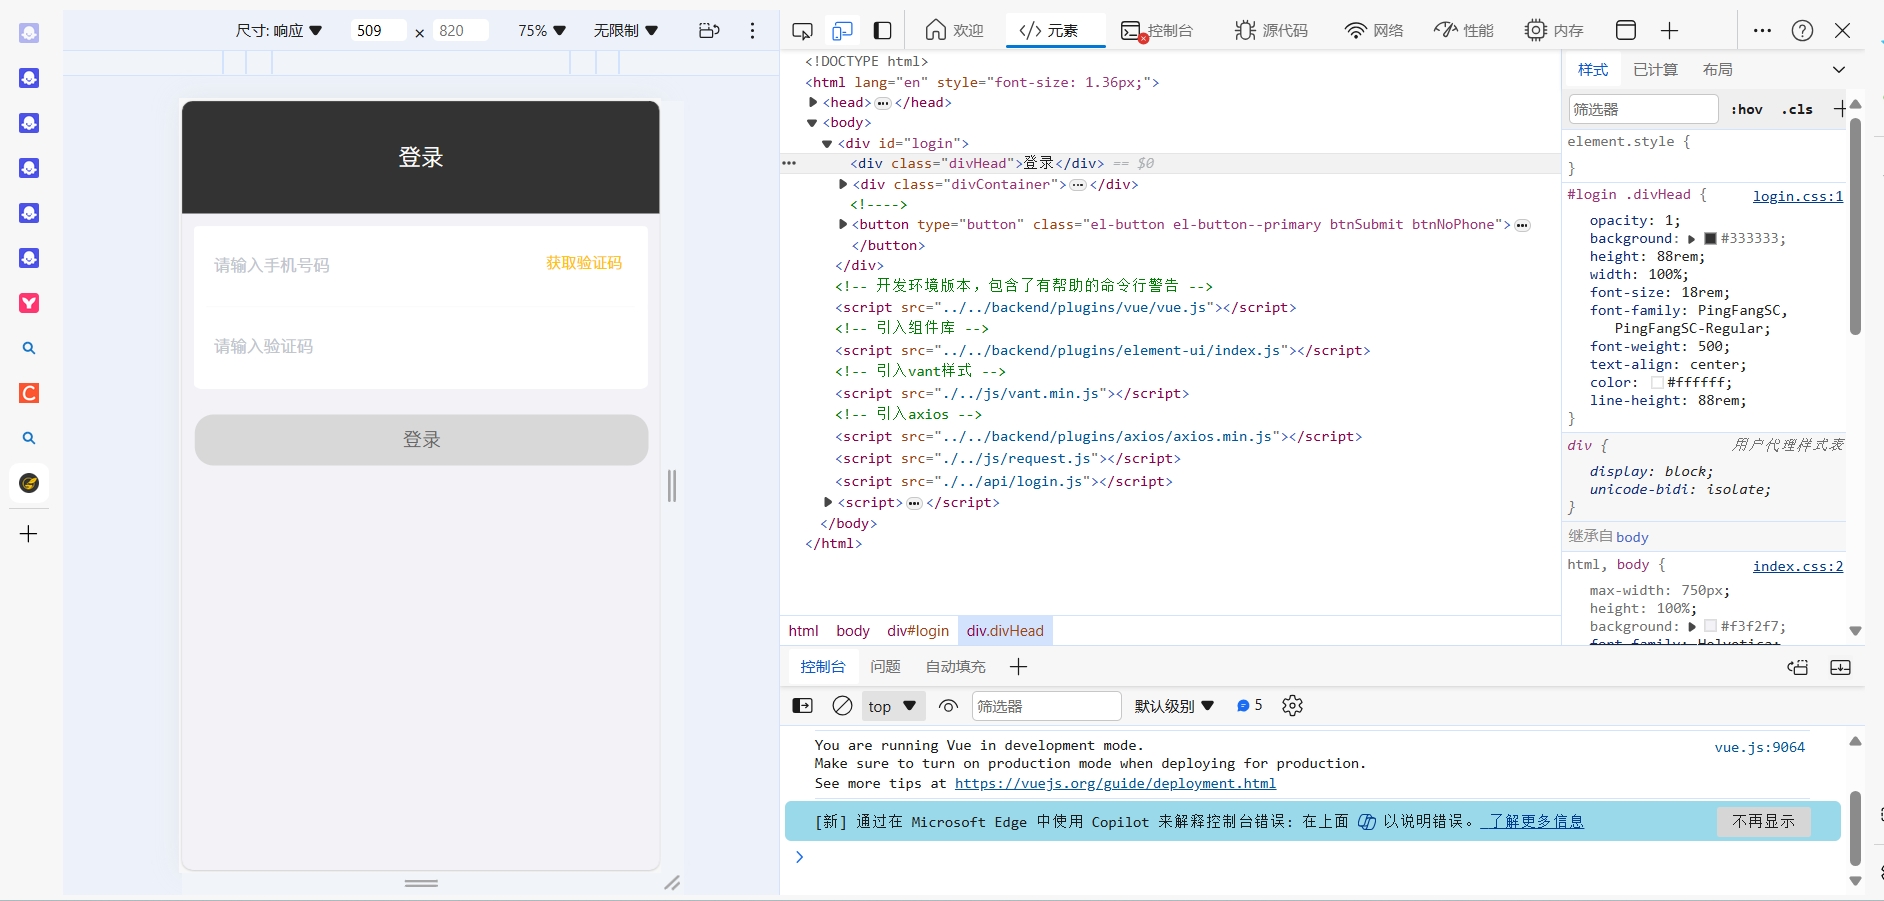 尺寸: 响应 ▼ 509 × 820 75% ▼ 无限制 ▼
登录
请输入手机号码 获取验证码
请输入验证码
登录
欢迎 元素 控制台 源代码 网络 性能 内存
<!DOCTYPE html>
<html lang="en" style="font-size: 1.36px;">
<head> ••• </head>
<body>
<div id="login">
••• <div class="divHead">登录</div> == $0
<div class="divContainer"> ••• </div>
<!---->
<button type="button" class="el-button el-button--primary btnSubmit btnNoPhone"> •••
</button>
</div>
<!-- 开发环境版本，包含了有帮助的命令行警告 -->
<script src="../../backend/plugins/vue/vue.js"></script>
<!-- 引入组件库 -->
<script src="../../backend/plugins/element-ui/index.js"></script>
<!-- 引入vant样式 -->
<script src="./../js/vant.min.js"></script>
<!-- 引入axios -->
<script src="../../backend/plugins/axios/axios.min.js"></script>
<script src="./../js/request.js"></script>
<script src="./../api/login.js"></script>
<script> ••• </script>
</body>
</html>
html body div#login div.divHead
样式 已计算 布局
筛选器 :hov .cls
element.style {
}
#login .divHead { login.css:1
opacity: 1;
background: #333333;
height: 88rem;
width: 100%;
font-size: 18rem;
font-family: PingFangSC,
PingFangSC-Regular;
font-weight: 500;
text-align: center;
color: #ffffff;
line-height: 88rem;
}
div { 用户代理样式表
display: block;
unicode-bidi: isolate;
}
继承自 body
html, body { index.css:2
max-width: 750px;
height: 100%;
background: #f3f2f7;
font-family: Helvetica;
控制台 问题 自动填充
top ▼ 筛选器 默认级别 ▼ 5
You are running Vue in development mode. vue.js:9064
Make sure to turn on production mode when deploying for production.
See more tips at https://vuejs.org/guide/deployment.html
[新] 通过在 Microsoft Edge 中使用 Copilot 来解释控制台错误: 在上面 以说明错误。 了解更多信息 不再显示